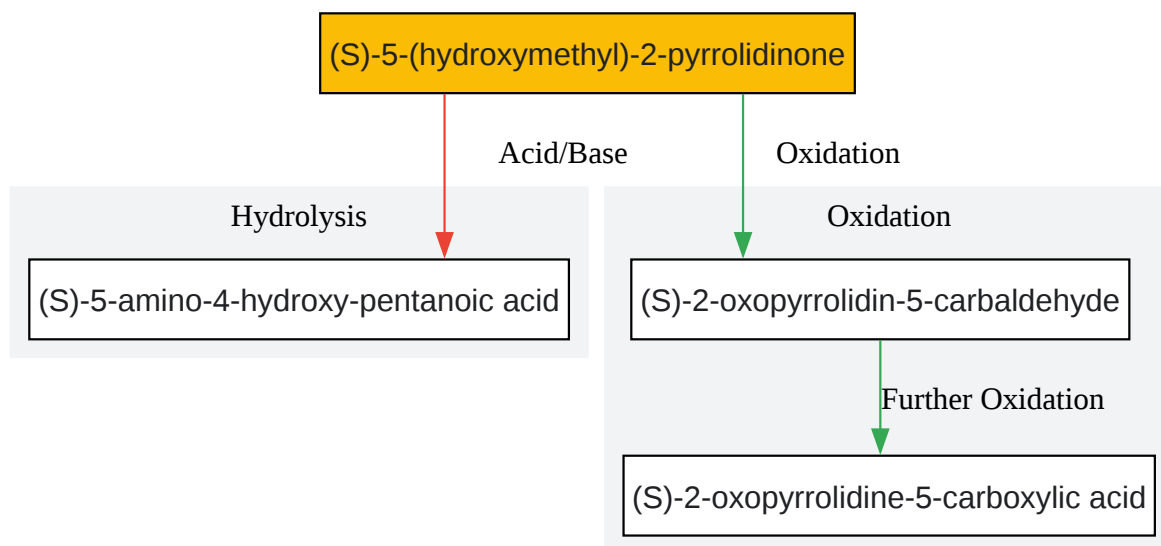 (S)-5-(hydroxymethyl)-2-pyrrolidinone
Acid/Base
Oxidation
Hydrolysis
Oxidation
(S)-5-amino-4-hydroxy-pentanoic acid
(S)-2-oxopyrrolidin-5-carbaldehyde
Further Oxidation
(S)-2-oxopyrrolidine-5-carboxylic acid